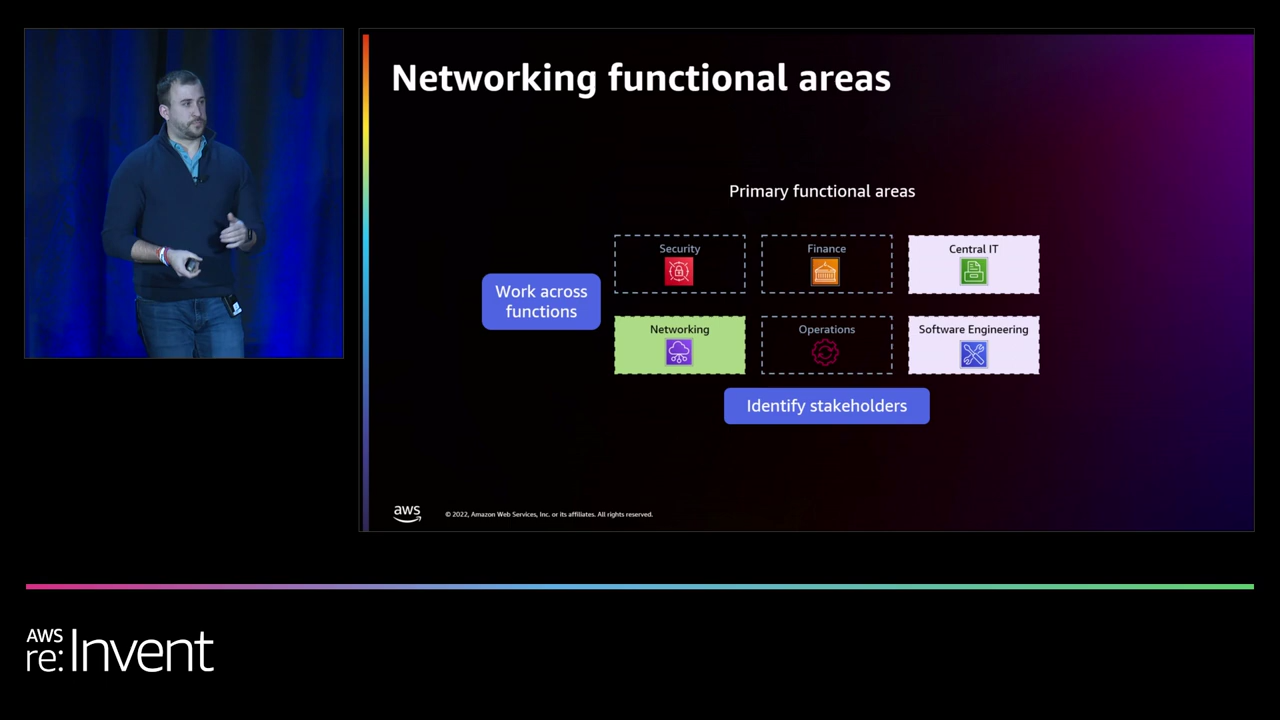 Networking functional areas
Primary functional areas
Security
Finance
Central IT
Work across
functions
Networking
Operations
Software Engineering
Identify stakeholders
aws
© 2022, Amazon Web Services, Inc. or its affiliates. All rights reserved.
AWS
re:Invent